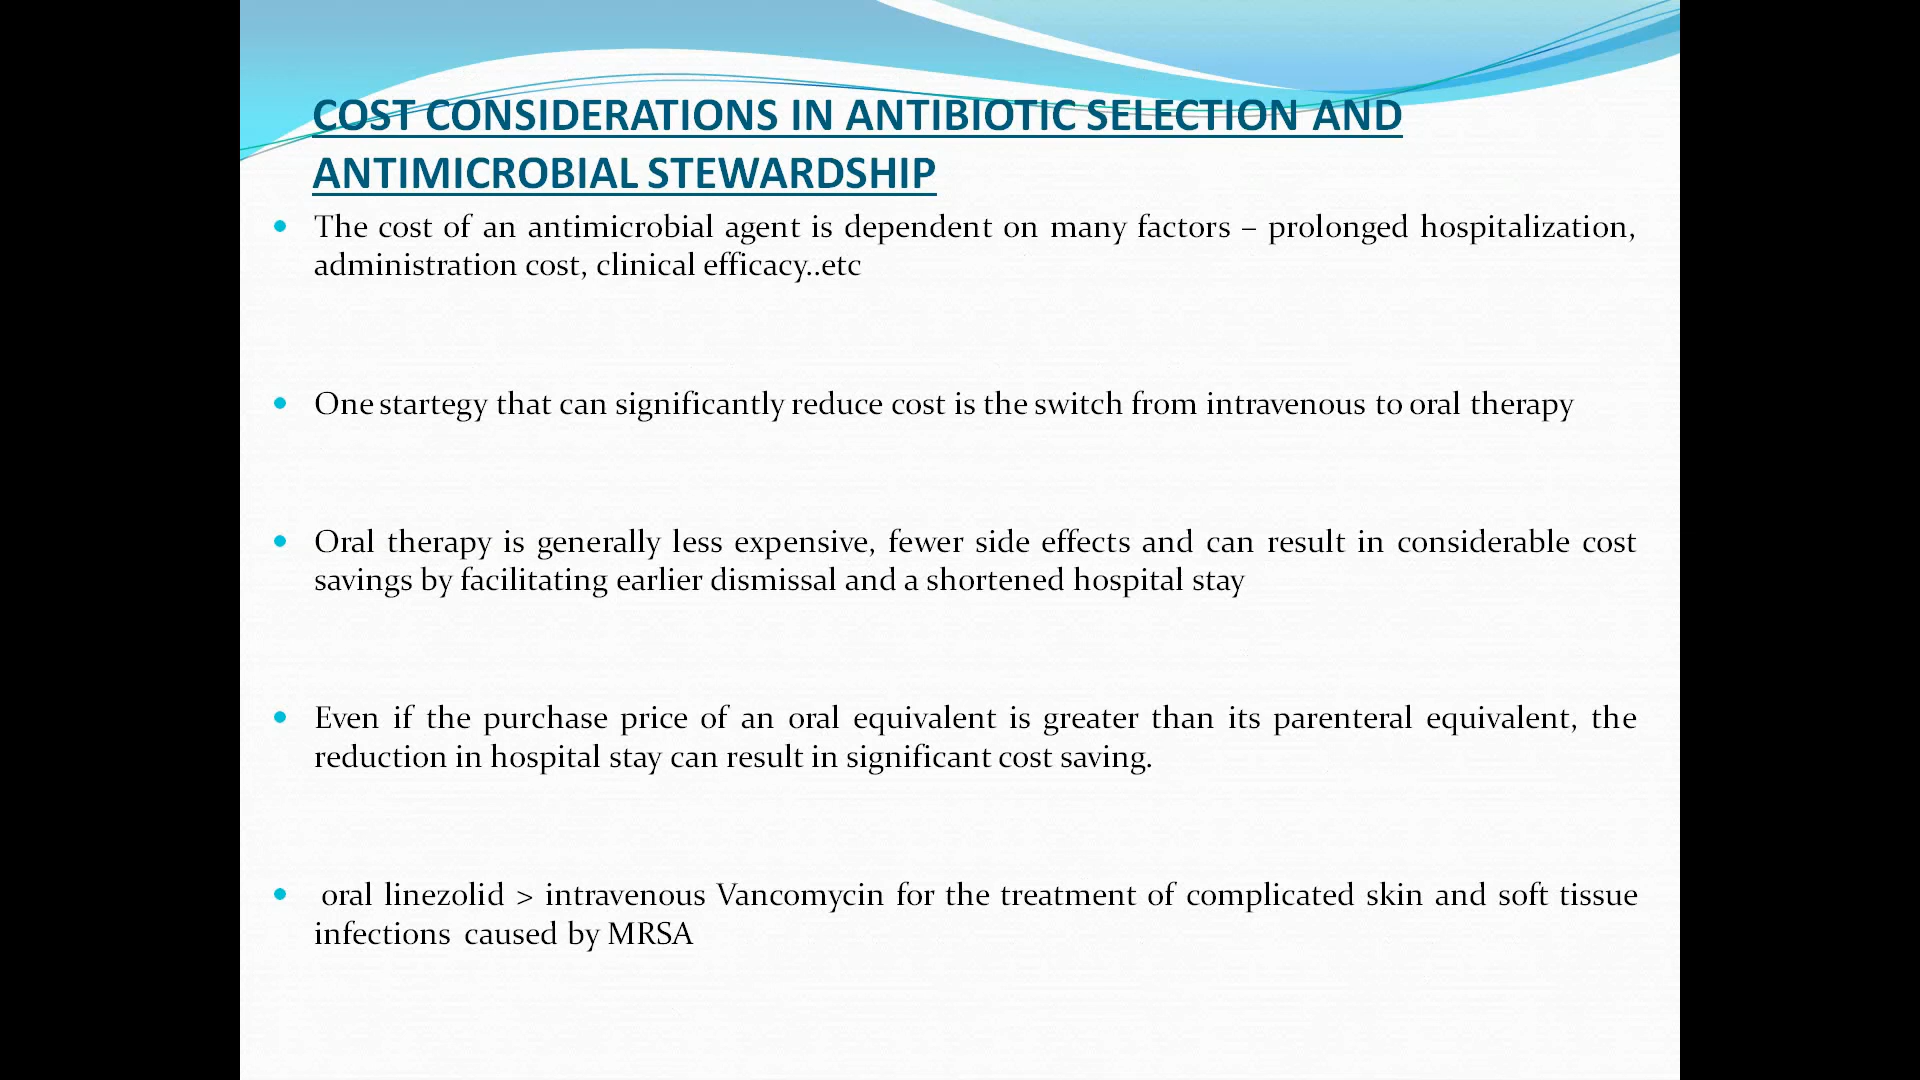 COST CONSIDERATIONS IN ANTIBIOTIC SELECTION AND
ANTIMICROBIAL STEWARDSHIP
• The cost of an antimicrobial agent is dependent on many factors – prolonged hospitalization,
administration cost, clinical efficacy..etc
• One startegy that can significantly reduce cost is the switch from intravenous to oral therapy
• Oral therapy is generally less expensive, fewer side effects and can result in considerable cost
savings by facilitating earlier dismissal and a shortened hospital stay
• Even if the purchase price of an oral equivalent is greater than its parenteral equivalent, the
reduction in hospital stay can result in significant cost saving.
• oral linezolid > intravenous Vancomycin for the treatment of complicated skin and soft tissue
infections caused by MRSA